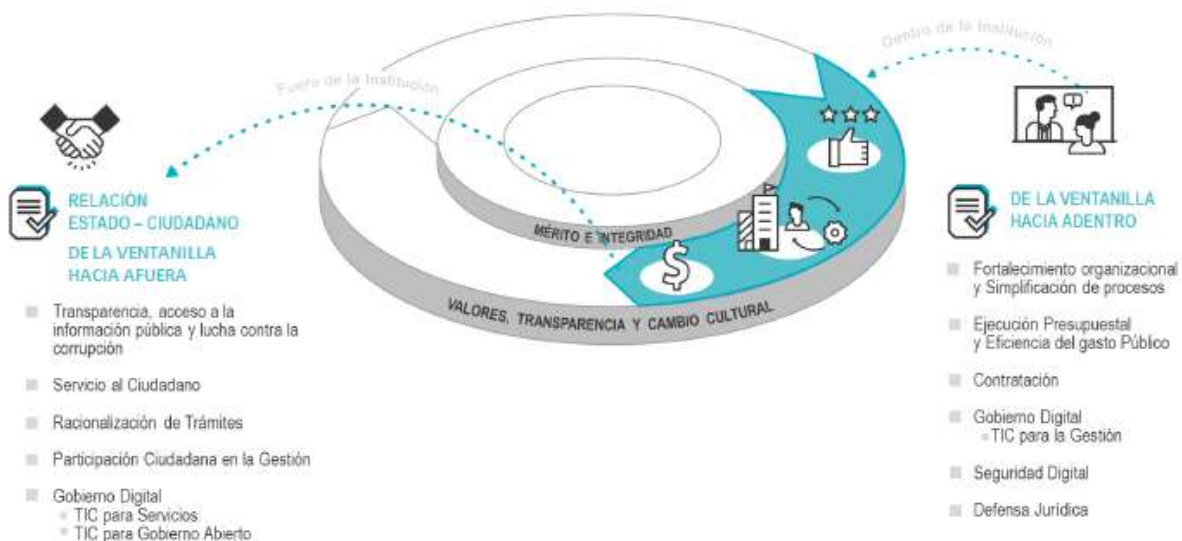 Dentro de la Institución
Fuera de la Institución
RELACIÓN
ESTADO – CIUDADANO
DE LA VENTANILLA
HACIA AFUERA
Transparencia, acceso a la
información pública y lucha contra la
corrupción
Servicio al Ciudadano
Racionalización de Trámites
Participación Ciudadana en la Gestión
Gobierno Digital
TIC para Servicios
TIC para Gobierno Abierto
MÉRITO E INTEGRIDAD
$
VALORES, TRANSPARENCIA Y CAMBIO CULTURAL
DE LA VENTANILLA
HACIA ADENTRO
Fortalecimiento organizacional
y Simplificación de procesos
Ejecución Presupuestal
y Eficiencia del gasto Público
Contratación
Gobierno Digital
TIC para la Gestión
Seguridad Digital
Defensa Jurídica